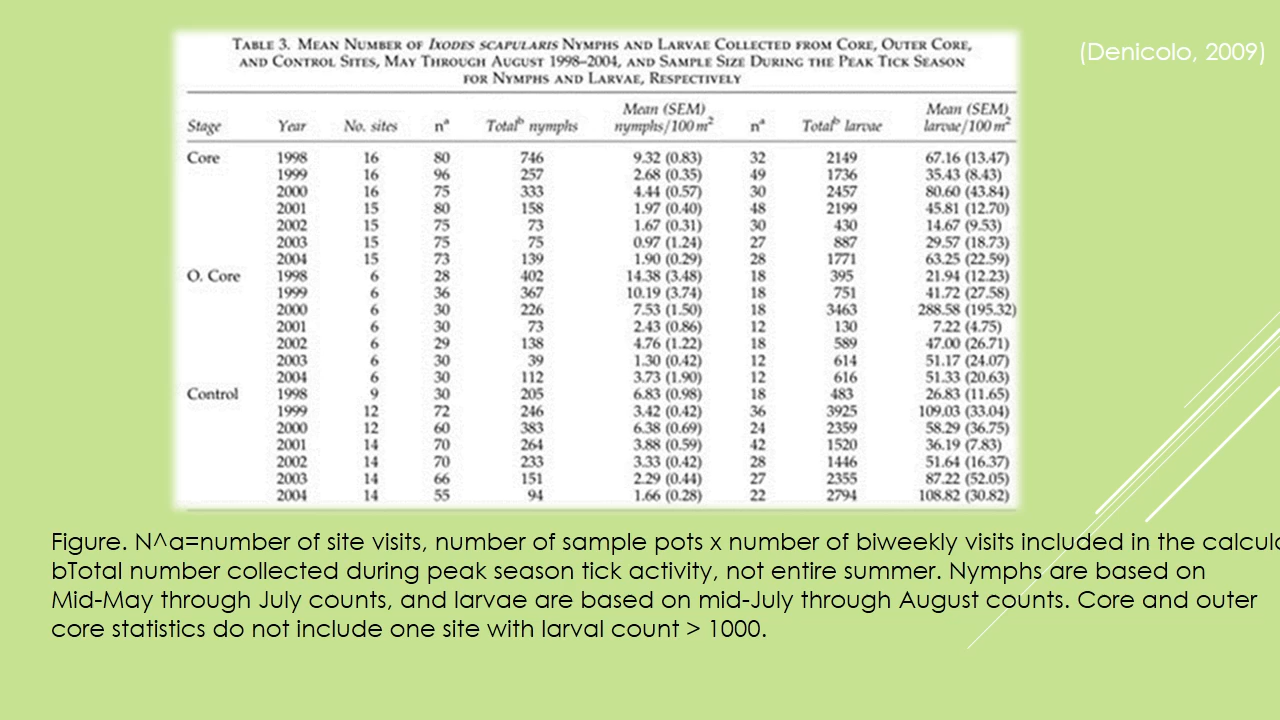 (Denicolo, 2009)
TABLE 3. MEAN NUMBER OF IXODES SCAPULARIS NYMPHS AND LARVAE COLLECTED FROM CORE, OUTER CORE,
AND CONTROL SITES, MAY THROUGH AUGUST 1998–2004, AND SAMPLE SIZE DURING THE PEAK TICK SEASON
FOR NYMPHS AND LARVAE, RESPECTIVELY
Mean (SEM) Mean (SEM)
Stage Year No. sites nᵃ Totalᵇ nymphs nymphs/100 m² nᵃ Totalᵇ larvae larvae/100 m²
Core 1998 16 80 746 9.32 (0.83) 32 2149 67.16 (13.47)
1999 16 96 257 2.68 (0.35) 49 1736 35.43 (8.43)
2000 16 75 333 4.44 (0.57) 30 2457 80.60 (43.84)
2001 15 80 158 1.97 (0.40) 48 2199 45.81 (12.70)
2002 15 75 73 1.67 (0.31) 30 430 14.67 (9.53)
2003 15 75 75 0.97 (1.24) 27 887 29.57 (18.73)
2004 15 73 139 1.90 (0.29) 28 1771 63.25 (22.59)
O. Core 1998 6 28 402 14.38 (3.48) 18 395 21.94 (12.23)
1999 6 36 367 10.19 (3.74) 18 751 41.72 (27.58)
2000 6 30 226 7.53 (1.50) 18 3463 288.58 (195.32)
2001 6 30 73 2.43 (0.86) 12 130 7.22 (4.75)
2002 6 29 138 4.76 (1.22) 18 589 47.00 (26.71)
2003 6 30 39 1.30 (0.42) 12 614 51.17 (24.07)
2004 6 30 112 3.73 (1.90) 12 616 51.33 (20.63)
Control 1998 9 30 205 6.83 (0.98) 18 483 26.83 (11.65)
1999 12 72 246 3.42 (0.42) 36 3925 109.03 (33.04)
2000 12 60 383 6.38 (0.69) 24 2359 58.29 (36.75)
2001 14 70 264 3.88 (0.59) 42 1520 36.19 (7.83)
2002 14 70 233 3.33 (0.42) 28 1446 51.64 (16.37)
2003 14 66 151 2.29 (0.44) 27 2355 87.22 (52.05)
2004 14 55 94 1.66 (0.28) 22 2794 108.82 (30.82)
Figure. N^a=number of site visits, number of sample pots x number of biweekly visits included in the
bTotal number collected during peak season tick activity, not entire summer. Nymphs are based on
Mid-May through July counts, and larvae are based on mid-July through August counts. Core and outer
core statistics do not include one site with larval count > 1000.